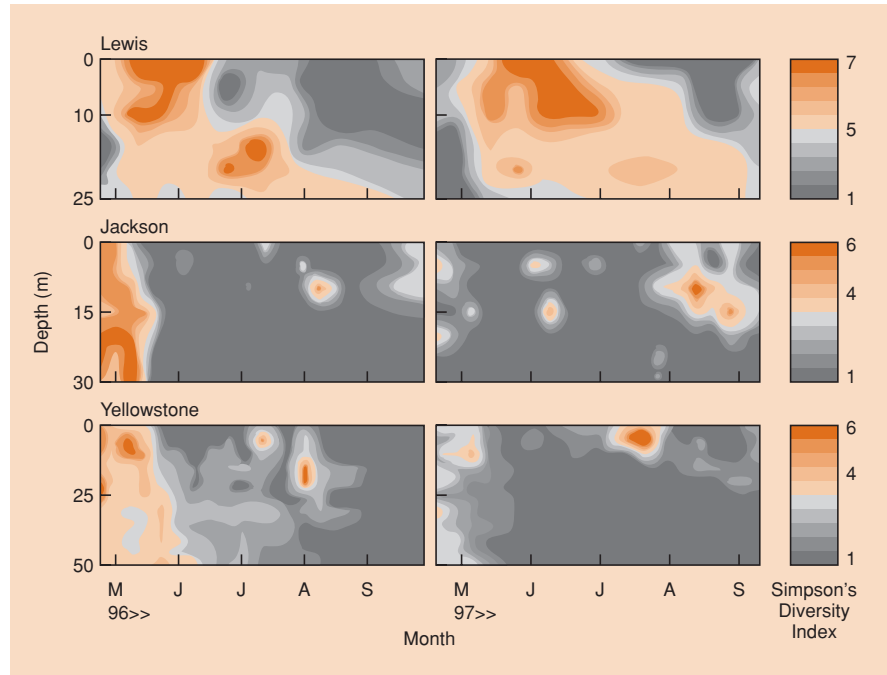 Lewis
0
10
25
7
5
1
Jackson
0
15
30
6
4
1
Depth (m)
Yellowstone
0
25
50
6
4
1
M J J A S M J J A S
96>> 97>>
Month
Simpson's
Diversity
Index